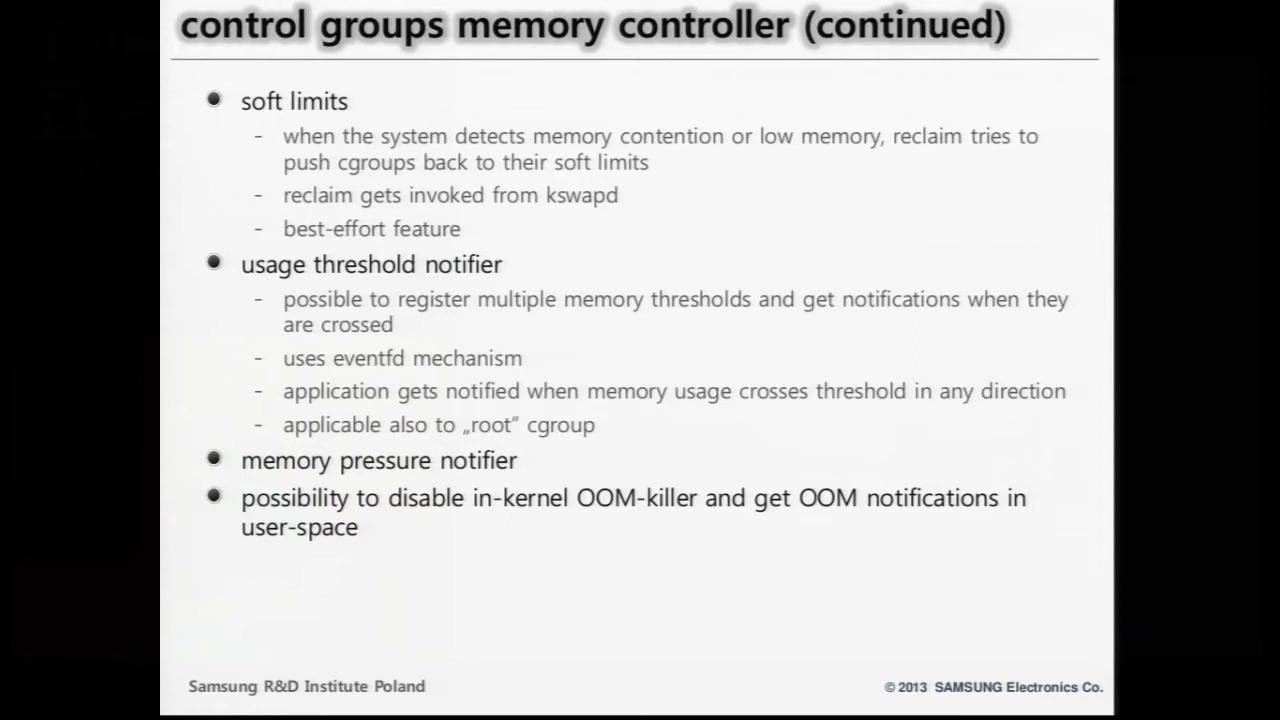 control groups memory controller (continued)
soft limits
- when the system detects memory contention or low memory, reclaim tries to
push cgroups back to their soft limits
- reclaim gets invoked from kswapd
- best-effort feature
usage threshold notifier
- possible to register multiple memory thresholds and get notifications when they
are crossed
- uses eventfd mechanism
- application gets notified when memory usage crosses threshold in any direction
- applicable also to „root” cgroup
memory pressure notifier
possibility to disable in-kernel OOM-killer and get OOM notifications in
user-space
Samsung R&D Institute Poland
© 2013 SAMSUNG Electronics Co.